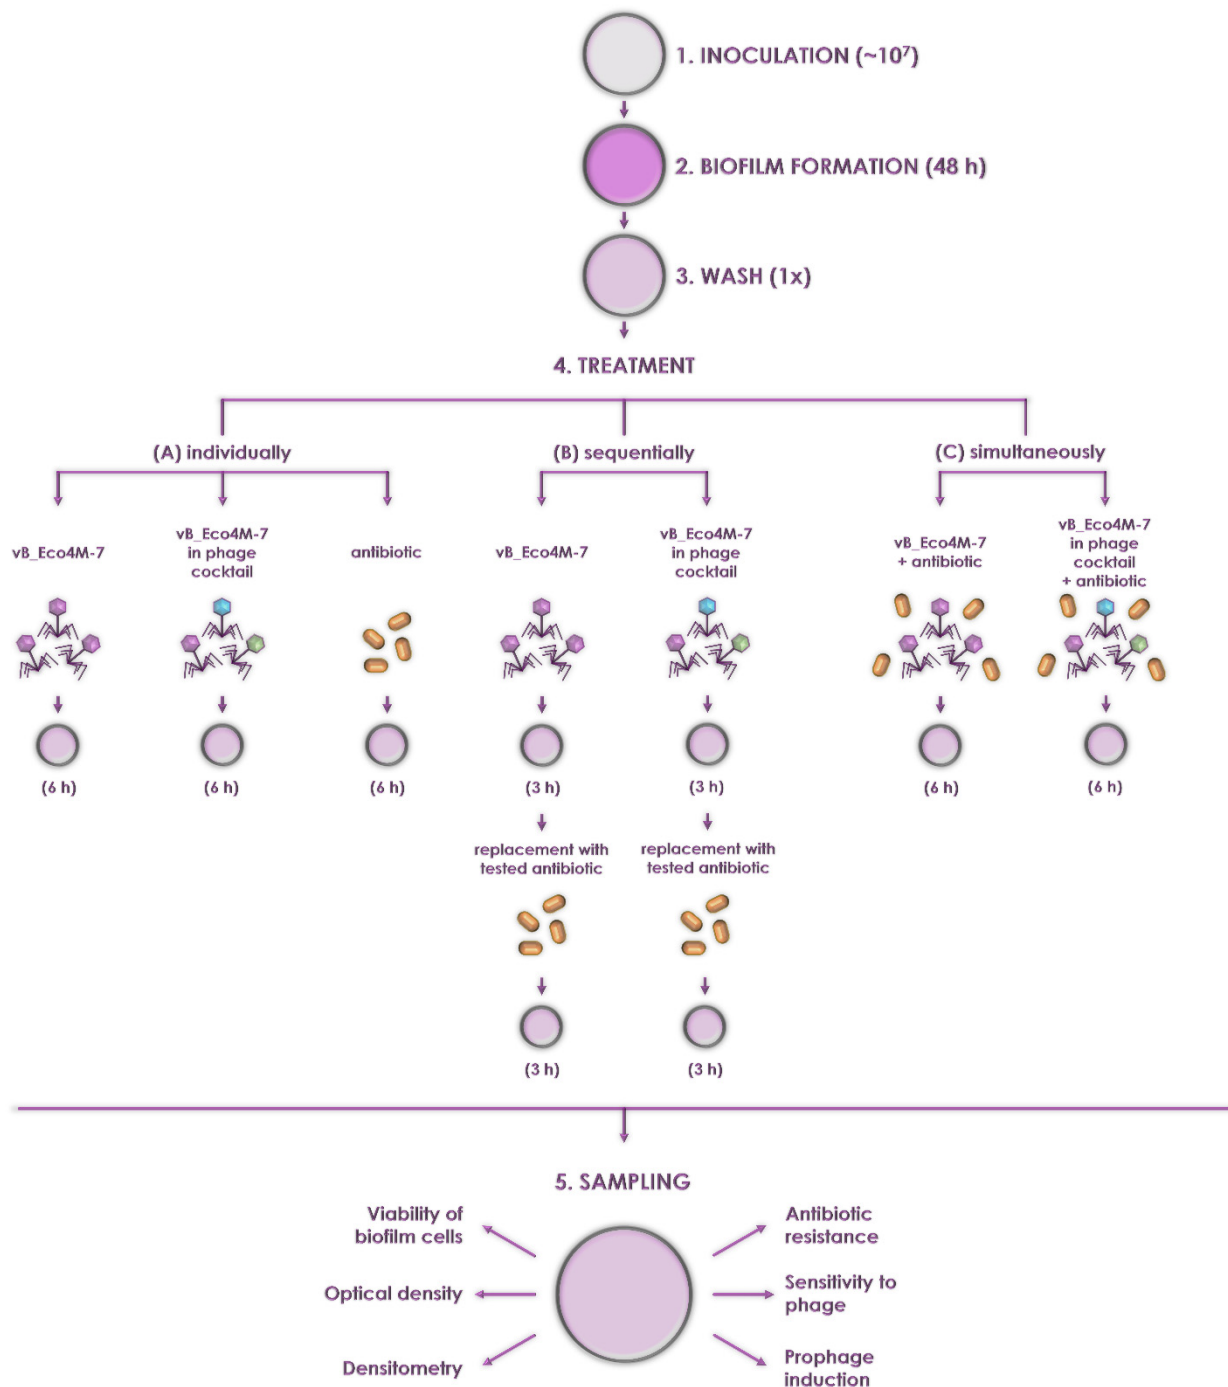 1. INOCULATION (~10⁷)
2. BIOFILM FORMATION (48 h)
3. WASH (1x)
4. TREATMENT
(A) individually
(B) sequentially
(C) simultaneously
vB_Eco4M-7
vB_Eco4M-7
in phage
cocktail
antibiotic
vB_Eco4M-7
vB_Eco4M-7
in phage
cocktail
vB_Eco4M-7
+ antibiotic
vB_Eco4M-7
in phage
cocktail
+ antibiotic
(6 h)
(6 h)
(6 h)
(3 h)
(3 h)
(6 h)
(6 h)
replacement with
tested antibiotic
replacement with
tested antibiotic
(3 h)
(3 h)
5. SAMPLING
Viability of
biofilm cells
Optical density
Densitometry
Antibiotic
resistance
Sensitivity to
phage
Prophage
induction